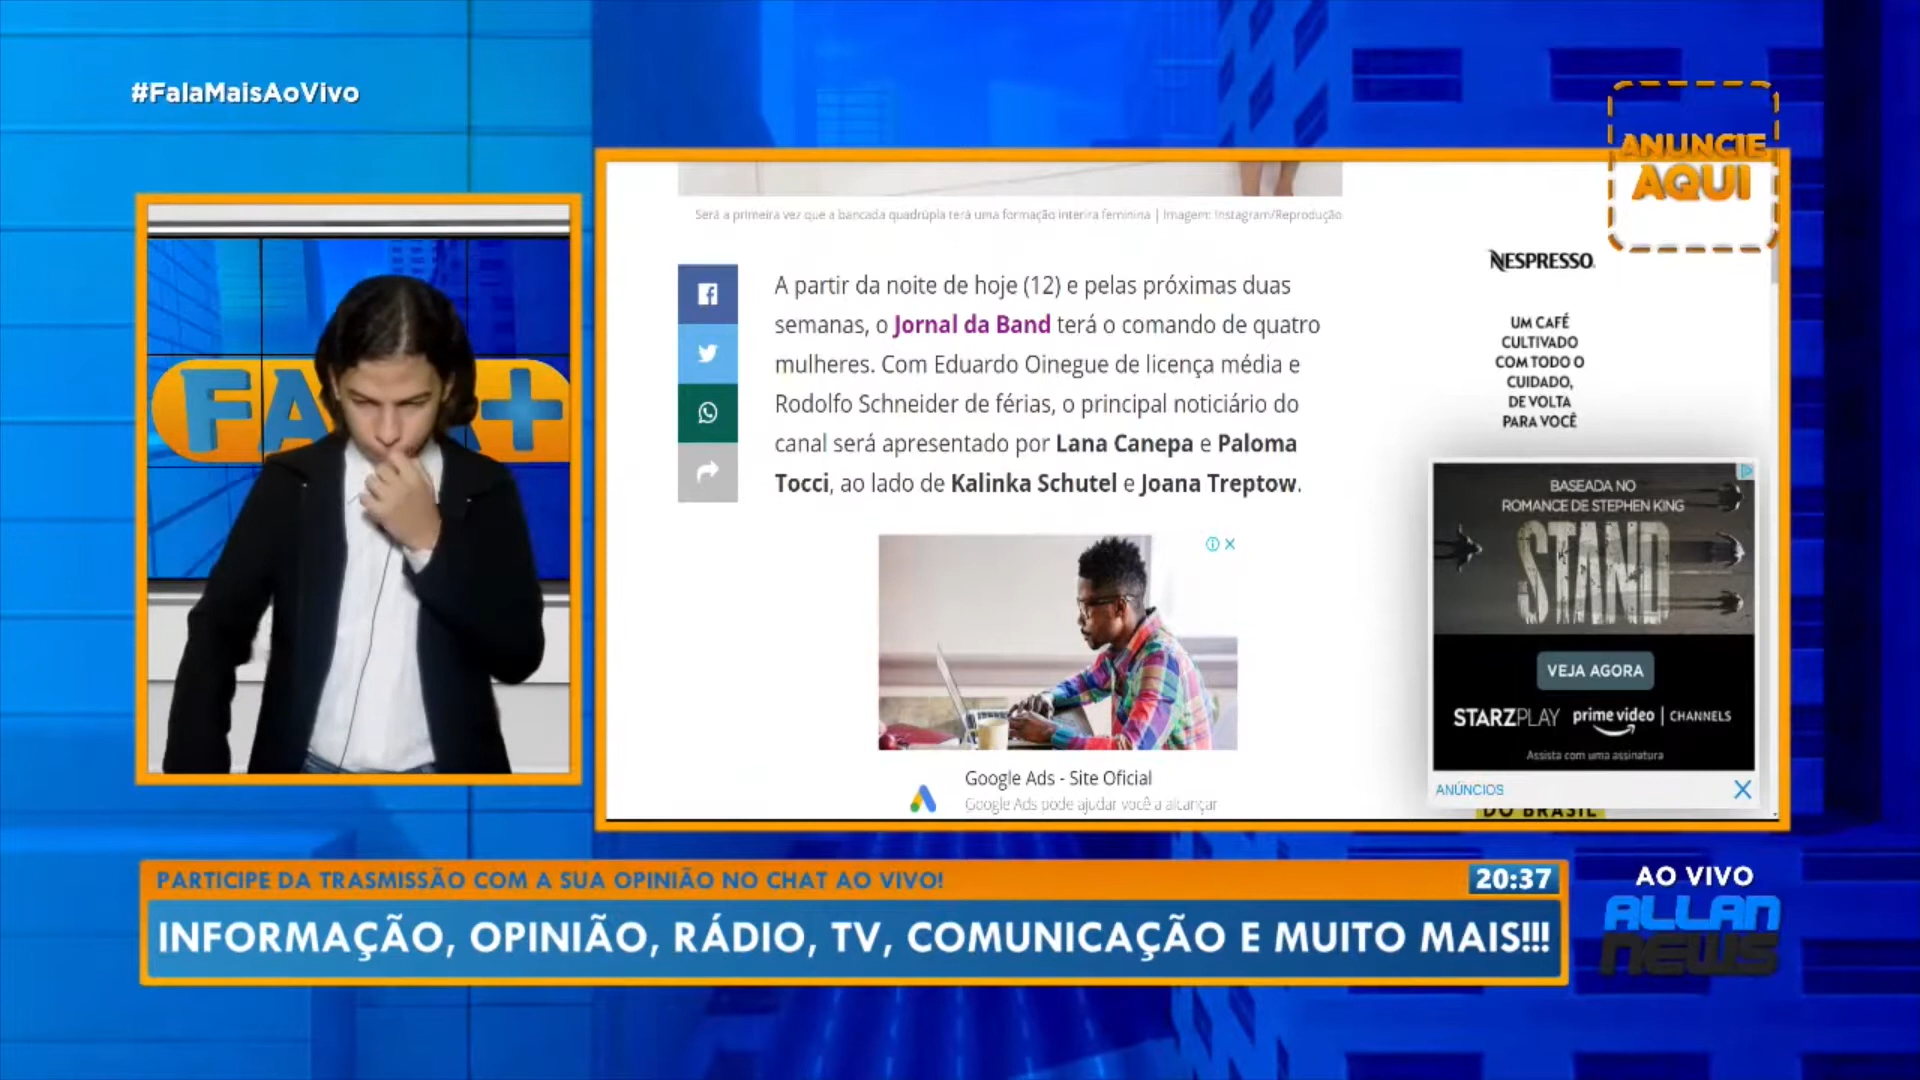 #FalaMaisAoVivo
ANUNCIE
AQUI
Será a primeira vez que a bancada quadrúpla terá uma formação interira feminina | Imagem: Instagram/Reprodução
A partir da noite de hoje (12) e pelas próximas duas
semanas, o Jornal da Band terá o comando de quatro
mulheres. Com Eduardo Oinegue de licença média e
Rodolfo Schneider de férias, o principal noticiário do
canal será apresentado por Lana Canepa e Paloma
Tocci, ao lado de Kalinka Schutel e Joana Treptow.
Google Ads - Site Oficial
Google Ads pode ajudar você a alcançar
NESPRESSO.
UM CAFÉ
CULTIVADO
COM TODO O
CUIDADO,
DE VOLTA
PARA VOCÊ
BASEADA NO
ROMANCE DE STEPHEN KING
STAND
VEJA AGORA
STARZPLAY prime video | CHANNELS
Assista com uma assinatura
ANÚNCIOS
DO BRASIL
PARTICIPE DA TRASMISSÃO COM A SUA OPINIÃO NO CHAT AO VIVO!
20:37
INFORMAÇÃO, OPINIÃO, RÁDIO, TV, COMUNICAÇÃO E MUITO MAIS!!!
AO VIVO
ALLAN
NEWS